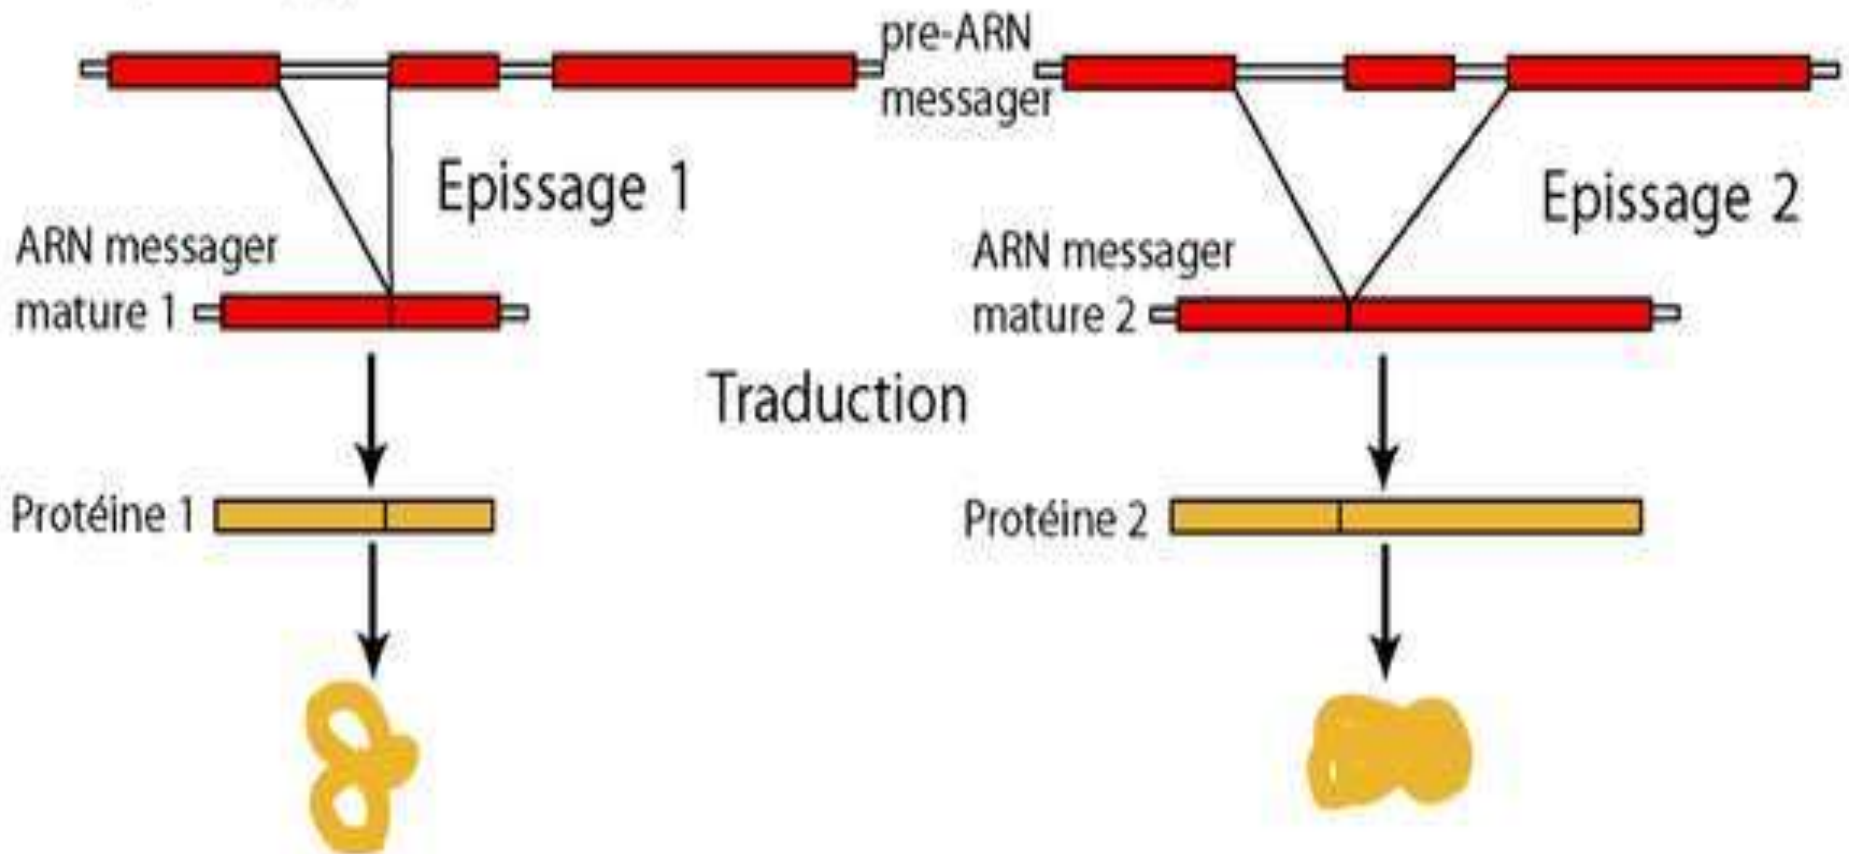 pre-ARN
messager
Epissage 1
Epissage 2
ARN messager
mature 1
ARN messager
mature 2
Traduction
Protéine 1
Protéine 2